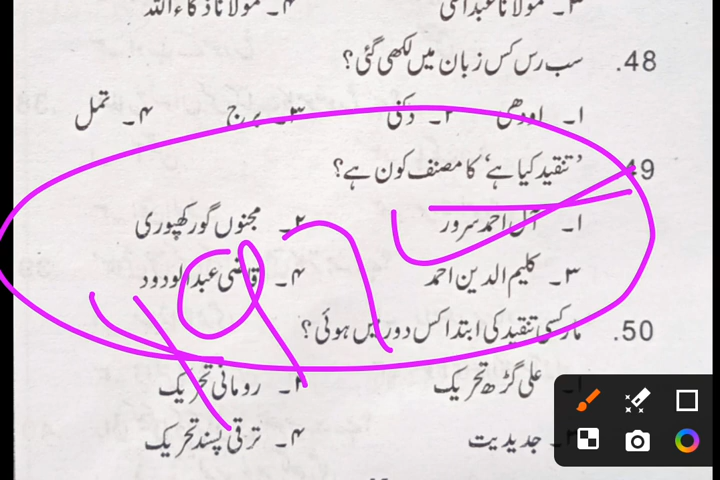 ۳۔ مولانا عبدالحق ۴۔ مولانا ذکاء اللہ
48. سب رس کس زبان میں لکھی گئی؟
۱۔ اودھی ۲۔ دکنی ۳۔ برج ۴۔ تمل
49 ’تنقید کیا ہے‘ کا مصنف کون ہے؟
۱۔ آل احمد سرور ۲۔ مجنوں گورکھپوری
۳۔ کلیم الدین احمد ۴۔ قاضی عبدالودود
50. مارکسی تنقید کی ابتدا کس دور میں ہوئی؟
۱۔ علی گڑھ تحریک ۲۔ رومانی تحریک
۳۔ جدیدیت ۴۔ ترقی پسند تحریک